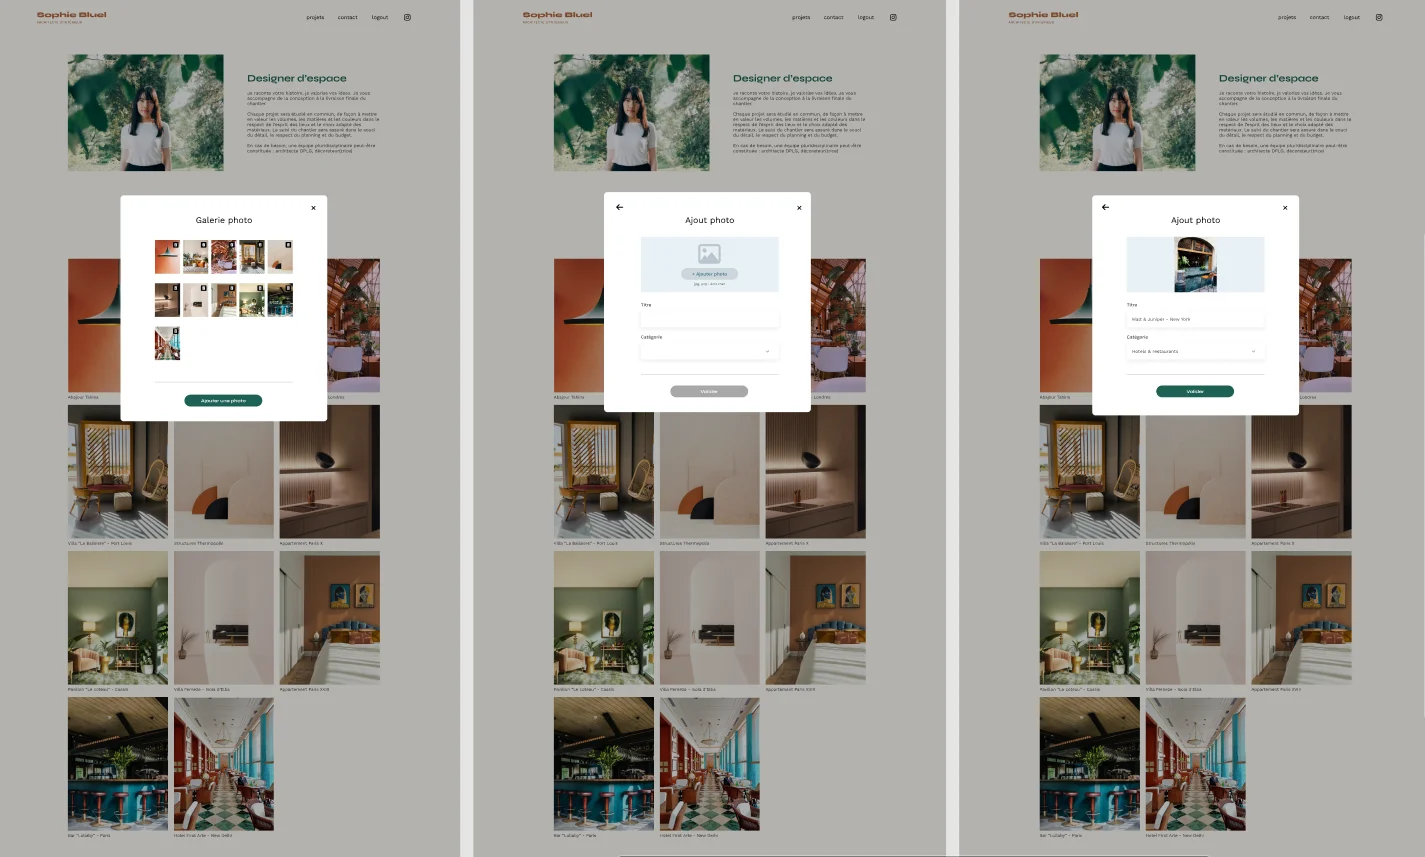 Sophie Bluel
ARCHITECTE D'INTÉRIEUR
projets
contact
logout
Designer d'espace
Je raconte votre histoire, je valorise vos idées. Je vous
accompagne de la conception à la livraison finale du
chantier.
Chaque projet sera étudié en commun, de façon à mettre
en valeur les volumes, les matières et les couleurs dans le
respect de l'esprit des lieux et le choix adapté des
matériaux. Le suivi du chantier sera assuré dans le souci
du détail, le respect du planning et du budget.
En cas de besoin, une équipe pluridisciplinaire peut-être
constituée : architecte DPLG, décorateur(trice)
Galerie photo
Ajouter une photo
Abajour Tahina
Londres
Villa "La Balisière" - Port Louis
Structures Thermopolis
Appartement Paris X
Pavillon "Le coteau" - Cassis
Villa Ferneze - Isola d'Elba
Appartement Paris XVIII
Bar "Lullaby" - Paris
Hotel First Arte - New Delhi
Sophie Bluel
ARCHITECTE D'INTÉRIEUR
projets
contact
logout
Designer d'espace
Je raconte votre histoire, je valorise vos idées. Je vous
accompagne de la conception à la livraison finale du
chantier.
Chaque projet sera étudié en commun, de façon à mettre
en valeur les volumes, les matières et les couleurs dans le
respect de l'esprit des lieux et le choix adapté des
matériaux. Le suivi du chantier sera assuré dans le souci
du détail, le respect du planning et du budget.
En cas de besoin, une équipe pluridisciplinaire peut-être
constituée : architecte DPLG, décorateur(trice)
Ajout photo
+ Ajouter photo
jpg, png : 4mo max
Titre
Catégorie
Valider
Abajour Tahina
Londres
Villa "La Balisière" - Port Louis
Structures Thermopolis
Appartement Paris X
Pavillon "Le coteau" - Cassis
Villa Ferneze - Isola d'Elba
Appartement Paris XVIII
Bar "Lullaby" - Paris
Hotel First Arte - New Delhi
Sophie Bluel
ARCHITECTE D'INTÉRIEUR
projets
contact
logout
Designer d'espace
Je raconte votre histoire, je valorise vos idées. Je vous
accompagne de la conception à la livraison finale du
chantier.
Chaque projet sera étudié en commun, de façon à mettre
en valeur les volumes, les matières et les couleurs dans le
respect de l'esprit des lieux et le choix adapté des
matériaux. Le suivi du chantier sera assuré dans le souci
du détail, le respect du planning et du budget.
En cas de besoin, une équipe pluridisciplinaire peut-être
constituée : architecte DPLG, décorateur(trice)
Ajout photo
Titre
& Juniper - New York
Catégorie
Hotels & restaurants
Valider
Abajour Tahina
Londres
Villa "La Balisière" - Port Louis
Structures Thermopolis
Appartement Paris X
Pavillon "Le coteau" - Cassis
Villa Ferneze - Isola d'Elba
Appartement Paris XVIII
Bar "Lullaby" - Paris
Hotel First Arte - New Delhi